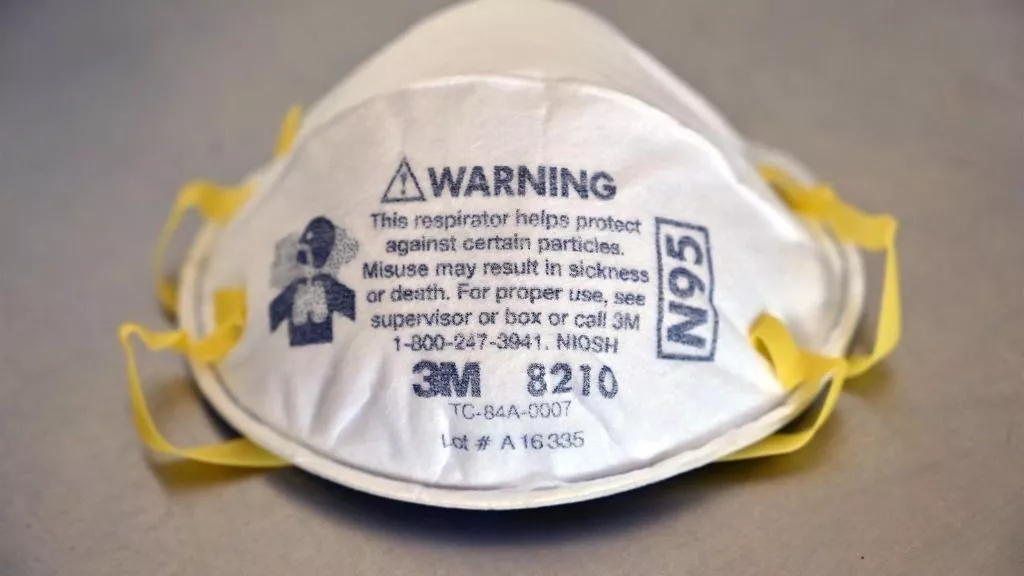 WARNING
This respirator helps protect
against certain particles.
Misuse may result in sickness
or death. For proper use, see
supervisor or box or call 3M
1-800-247-3941. NIOSH
3M 8210
TC-84A-0007
Lot # A16335
N95